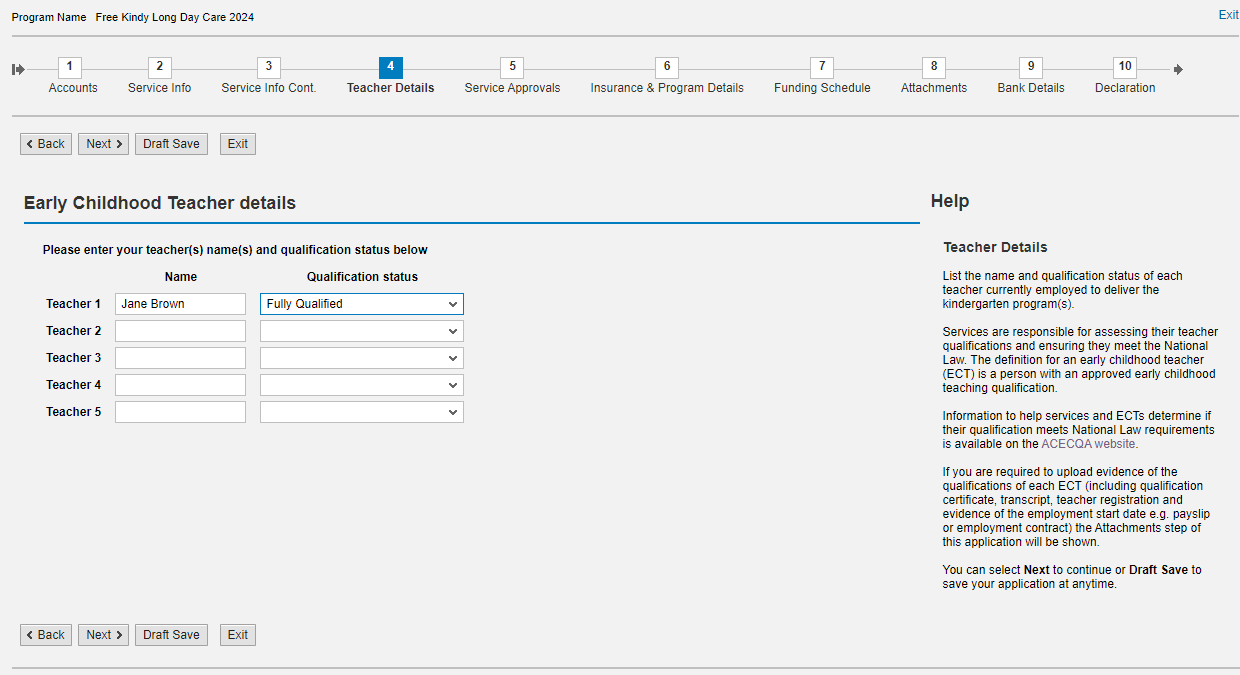 Program Name Free Kindy Long Day Care 2024
Exit
1 2 3 4 5 6 7 8 9 10
Accounts Service Info Service Info Cont. Teacher Details Service Approvals Insurance & Program Details Funding Schedule Attachments Bank Details Declaration
Back Next Draft Save Exit
Early Childhood Teacher details
Please enter your teacher(s) name(s) and qualification status below
Name Qualification status
Teacher 1 Jane Brown Fully Qualified
Teacher 2
Teacher 3
Teacher 4
Teacher 5
Help
Teacher Details
List the name and qualification status of each
teacher currently employed to deliver the
kindergarten program(s).
Services are responsible for assessing their teacher
qualifications and ensuring they meet the National
Law. The definition for an early childhood teacher
(ECT) is a person with an approved early childhood
teaching qualification.
Information to help services and ECTs determine if
their qualification meets National Law requirements
is available on the ACECQA website.
If you are required to upload evidence of the
qualifications of each ECT (including qualification
certificate, transcript, teacher registration and
evidence of the employment start date e.g. payslip
or employment contract) the Attachments step of
this application will be shown.
You can select Next to continue or Draft Save to
save your application at anytime.
Back Next Draft Save Exit